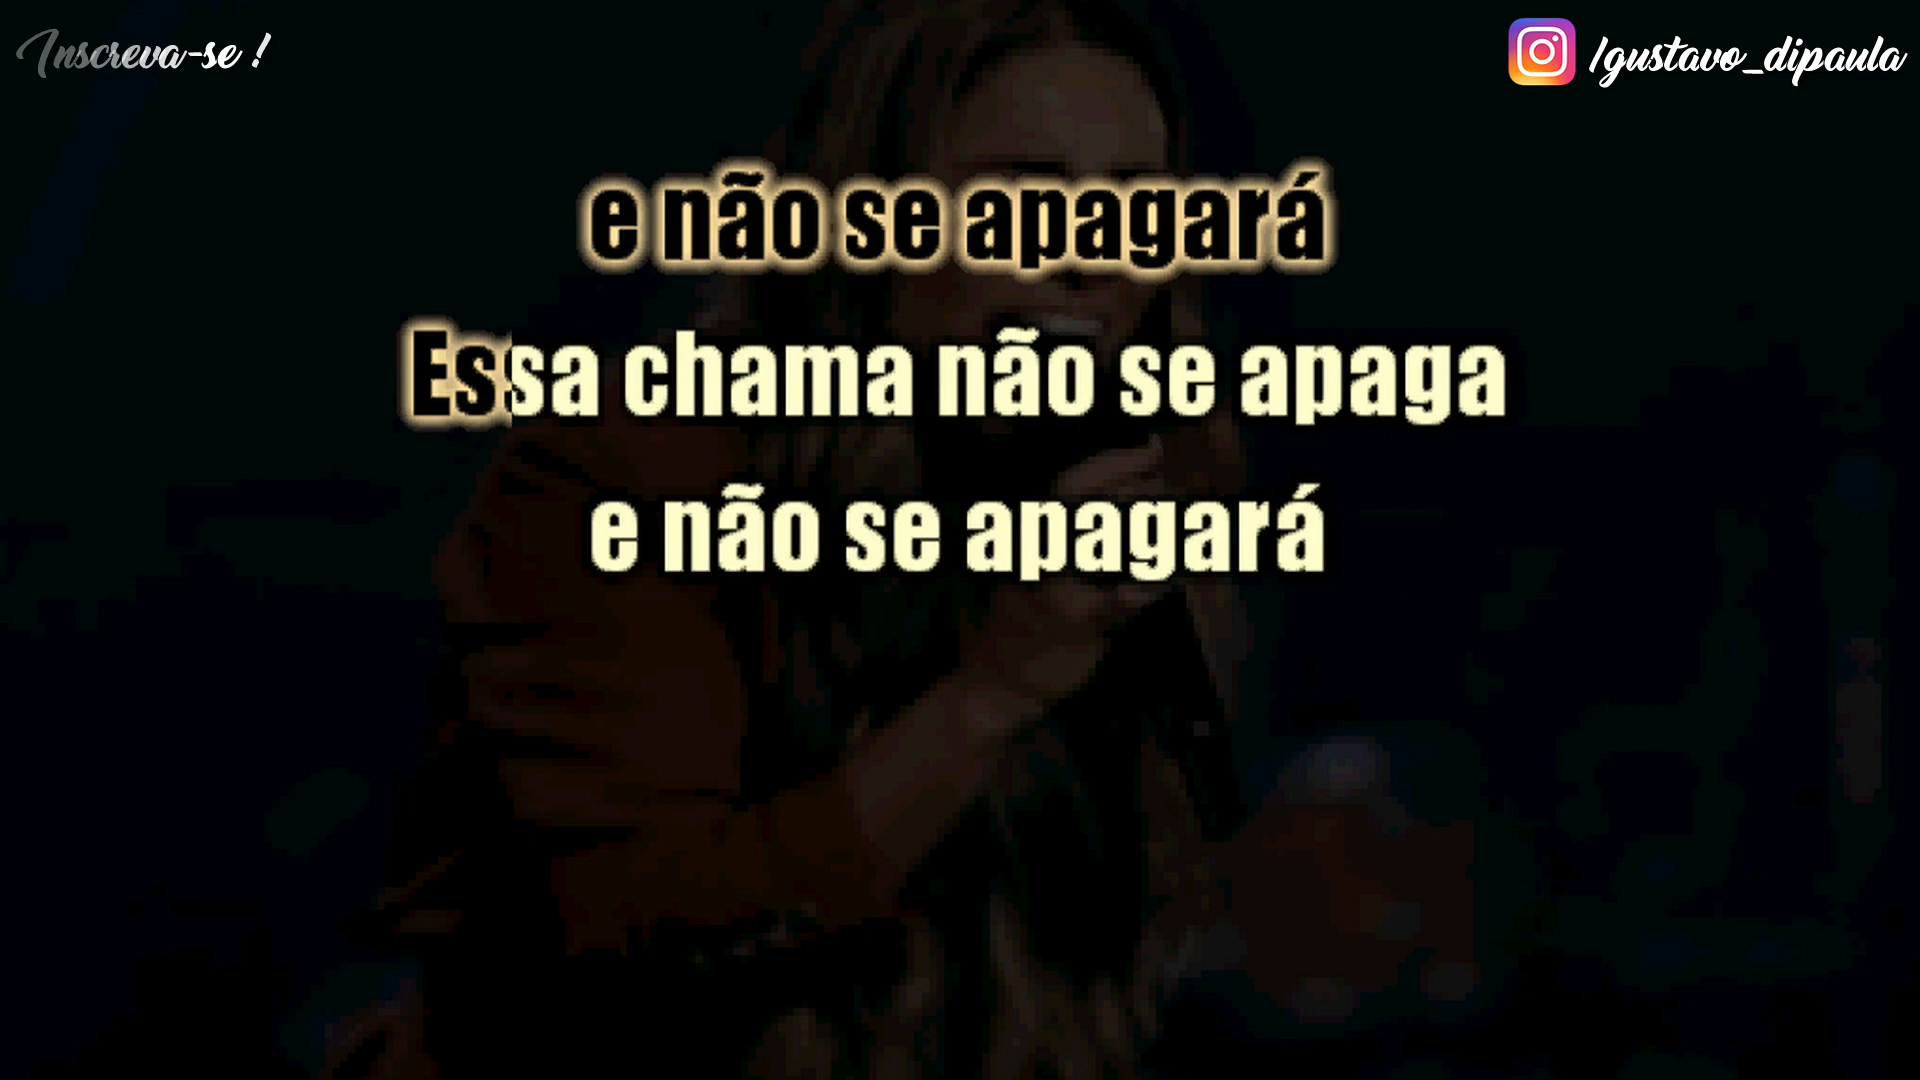 Inscreva-se !
/gustavo_dipaula
e não se apagará
Essa chama não se apaga
e não se apagará